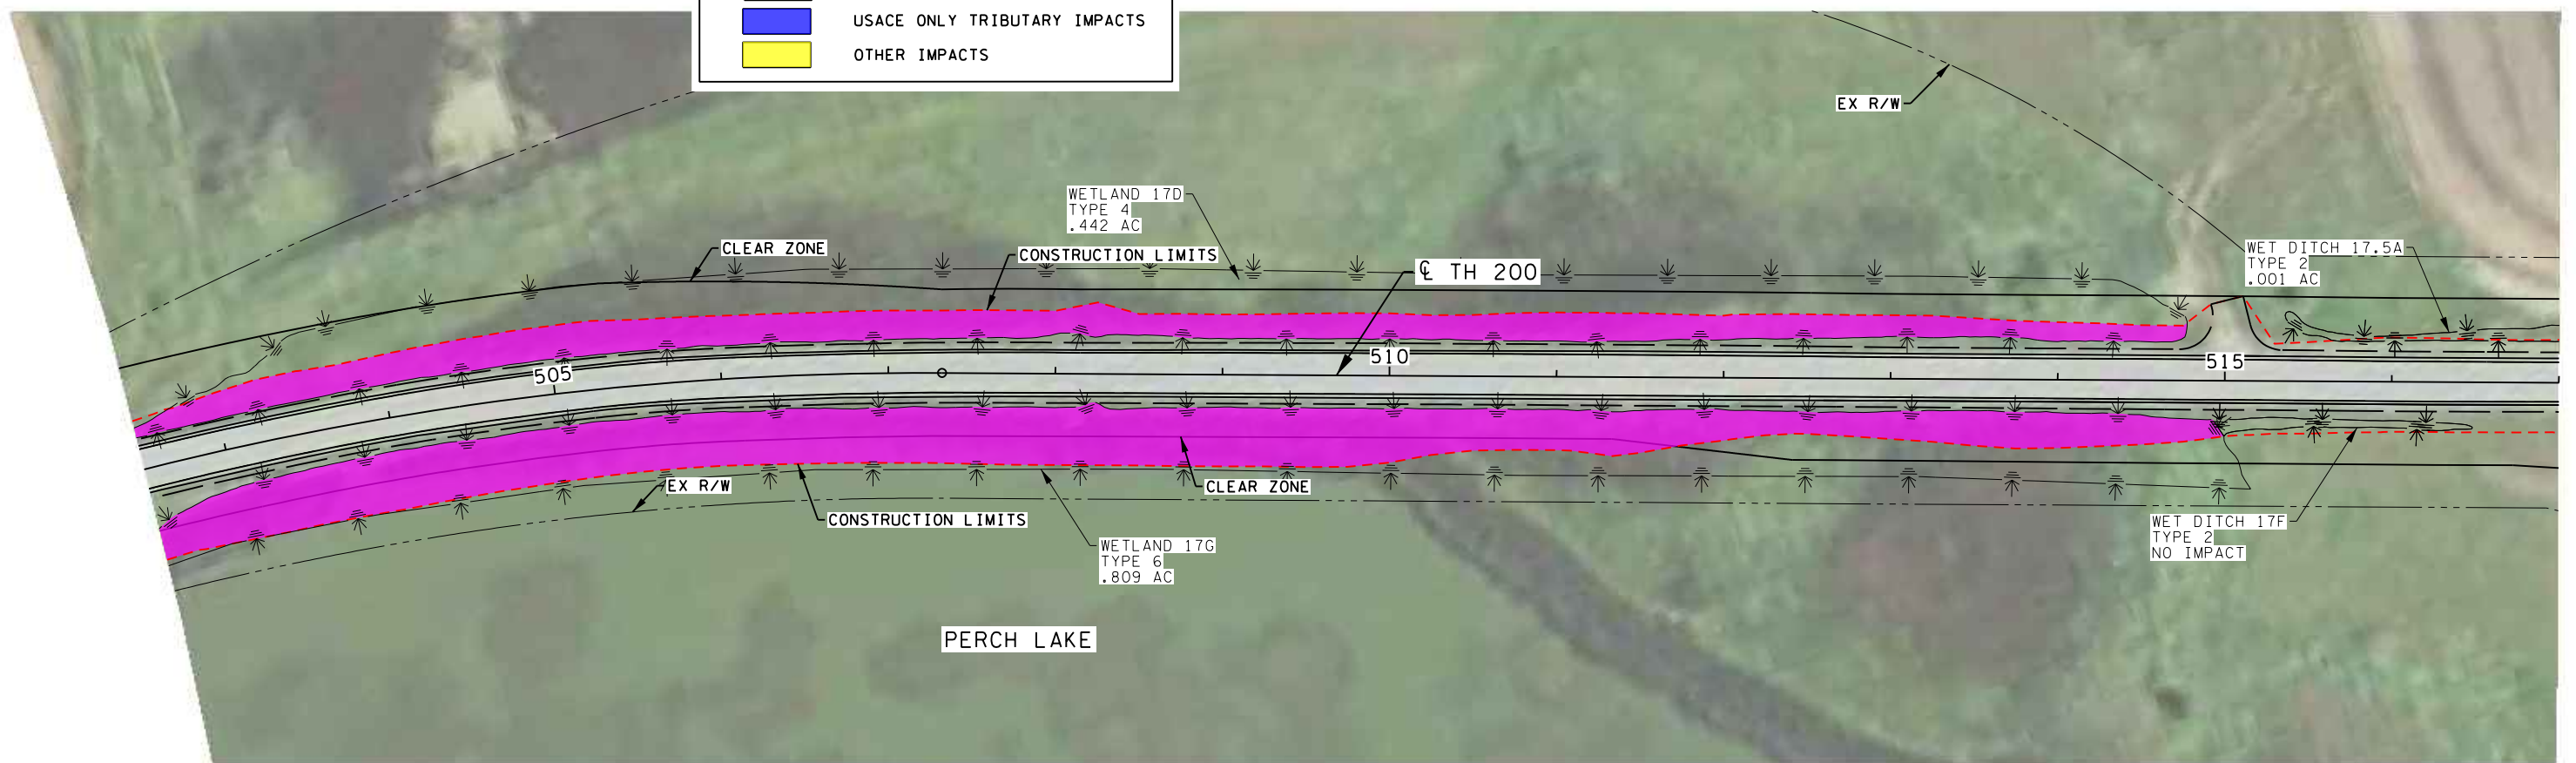 USACE ONLY TRIBUTARY IMPACTS
OTHER IMPACTS
EX R/W
WETLAND 17D
TYPE 4
.442 AC
CLEAR ZONE
CONSTRUCTION LIMITS
℄ TH 200
WET DITCH 17.5A
TYPE 2
.001 AC
505
510
515
EX R/W
CLEAR ZONE
CONSTRUCTION LIMITS
WETLAND 17G
TYPE 6
.809 AC
WET DITCH 17F
TYPE 2
NO IMPACT
PERCH LAKE